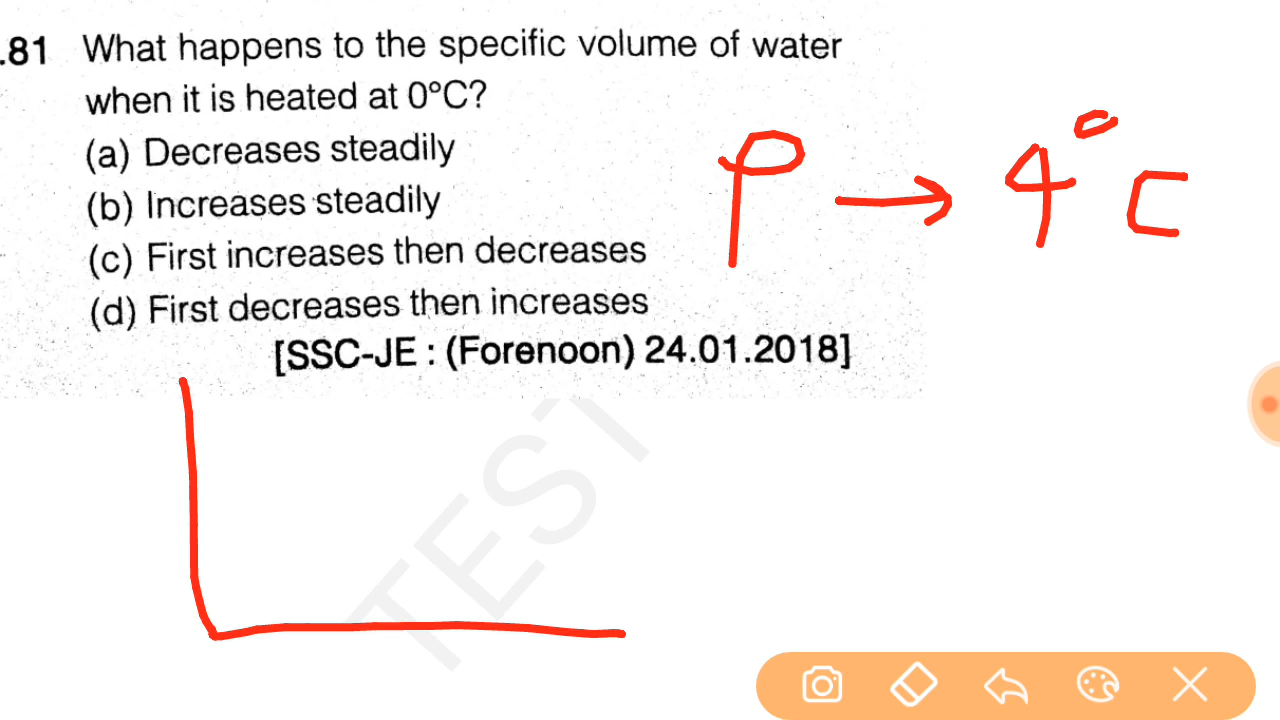 .81 What happens to the specific volume of water
when it is heated at 0°C?
(a) Decreases steadily
(b) Increases steadily
(c) First increases then decreases
(d) First decreases then increases
[SSC-JE : (Forenoon) 24.01.2018]
ρ → 4°C
TEST